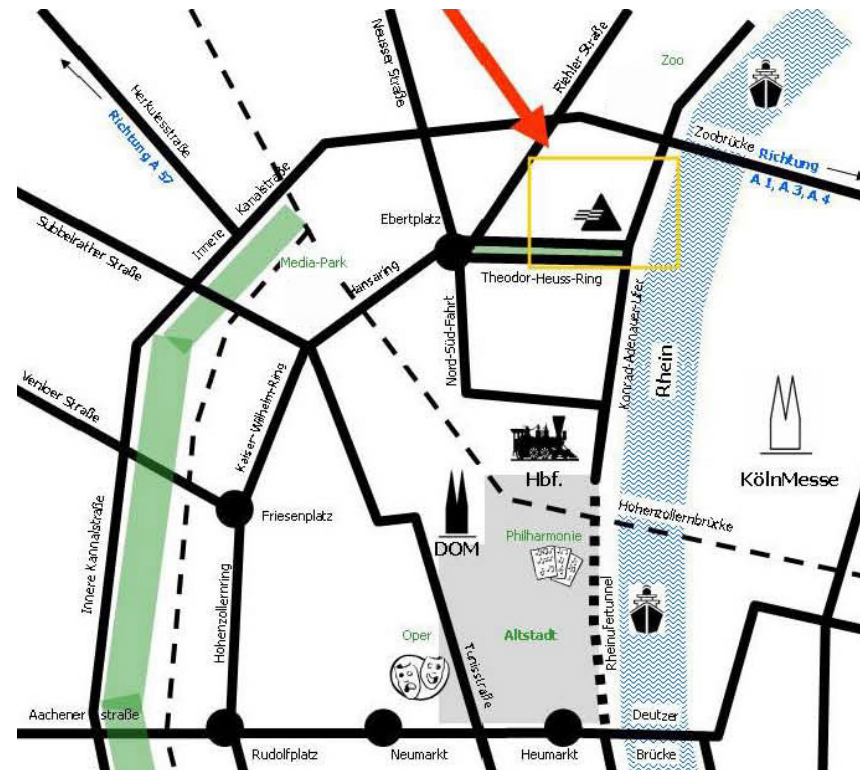 Neusser Straße
Riehler Straße
Zoo
Herkulesstraße
Richtung A 57
Zoobrücke
Richtung
A 1, A 3, A 4
Innere
Kanalstraße
Subbelrather Straße
Ebertplatz
Media-Park
Hansaring
Theodor-Heuss-Ring
Nord-Süd-Fahrt
Konrad-Adenauer-Ufer
Rhein
Venloer Straße
Kaiser-Wilhelm-Ring
Hbf.
KölnMesse
Friesenplatz
DOM
Philharmonie
Hohenzollernbrücke
Innere Kannalstraße
Hohenzollernring
Oper
Altstadt
Rheinufertunnel
Tunisstraße
Aachener straße
Deutzer
Rudolfplatz
Neumarkt
Heumarkt
Brücke